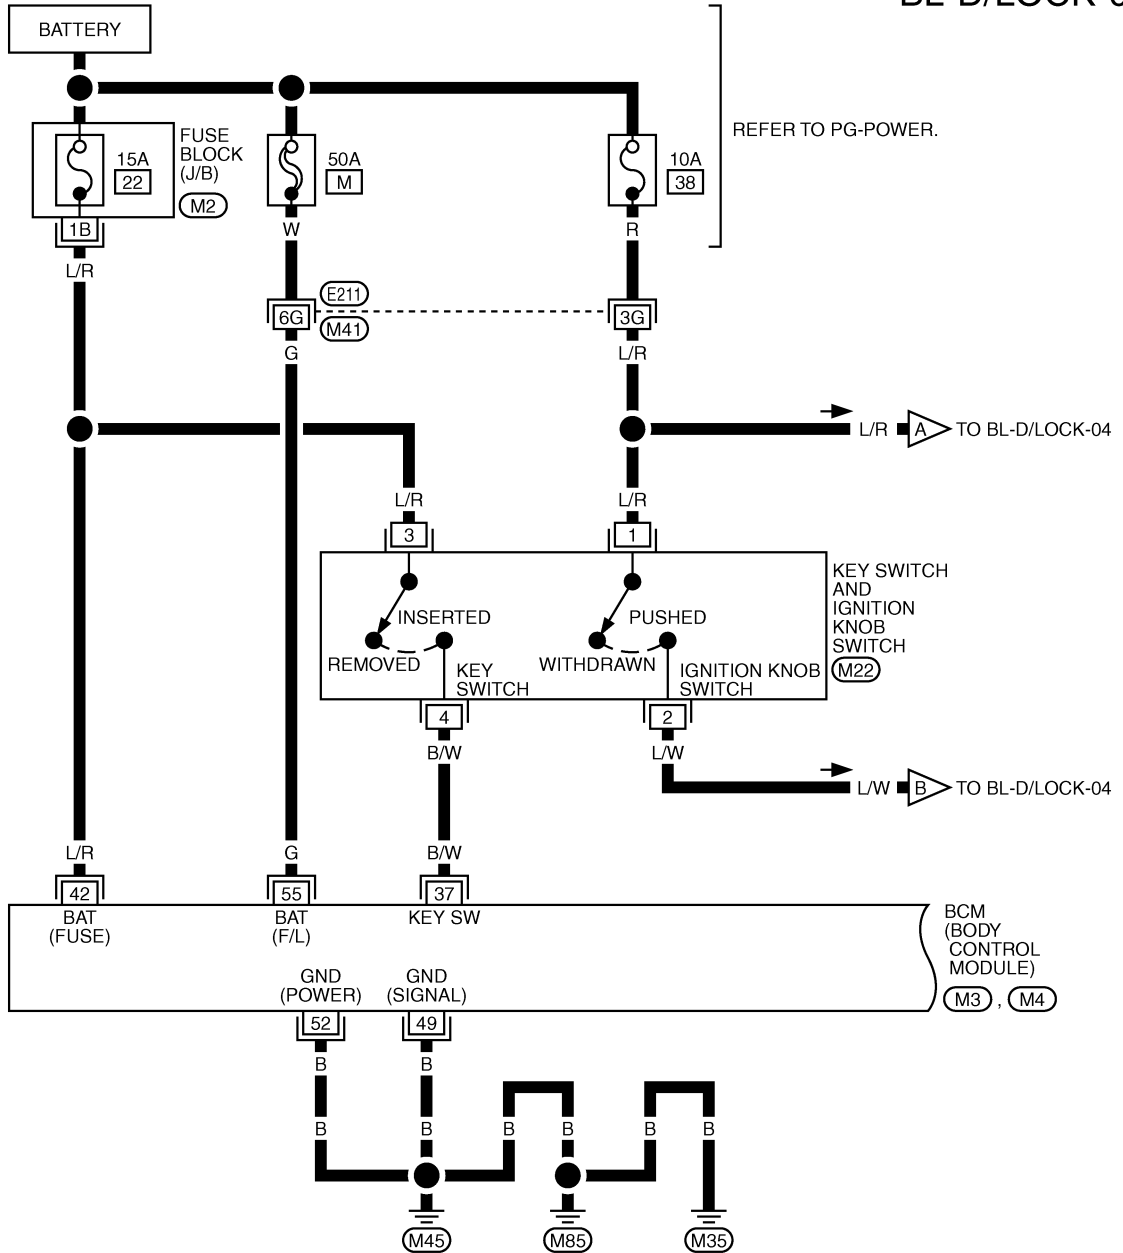 BATTERY
REFER TO PG-POWER.
FUSE
BLOCK
(J/B)
M2
15A
22
50A
M
10A
38
1B
L/R
W
R
E211
6G
M41
3G
G
L/R
L/R
A
TO BL-D/LOCK-04
L/R
L/R
3
1
KEY SWITCH
AND
IGNITION
KNOB
SWITCH
M22
INSERTED
PUSHED
REMOVED
WITHDRAWN
KEY
SWITCH
IGNITION KNOB
SWITCH
4
2
B/W
L/W
L/W
B
TO BL-D/LOCK-04
L/R
G
B/W
42
55
37
BAT
(FUSE)
BAT
(F/L)
KEY SW
BCM
(BODY
CONTROL
MODULE)
M3 , M4
GND
(POWER)
GND
(SIGNAL)
52
49
B
B
B
B
B
B
B
B
M45
M85
M35